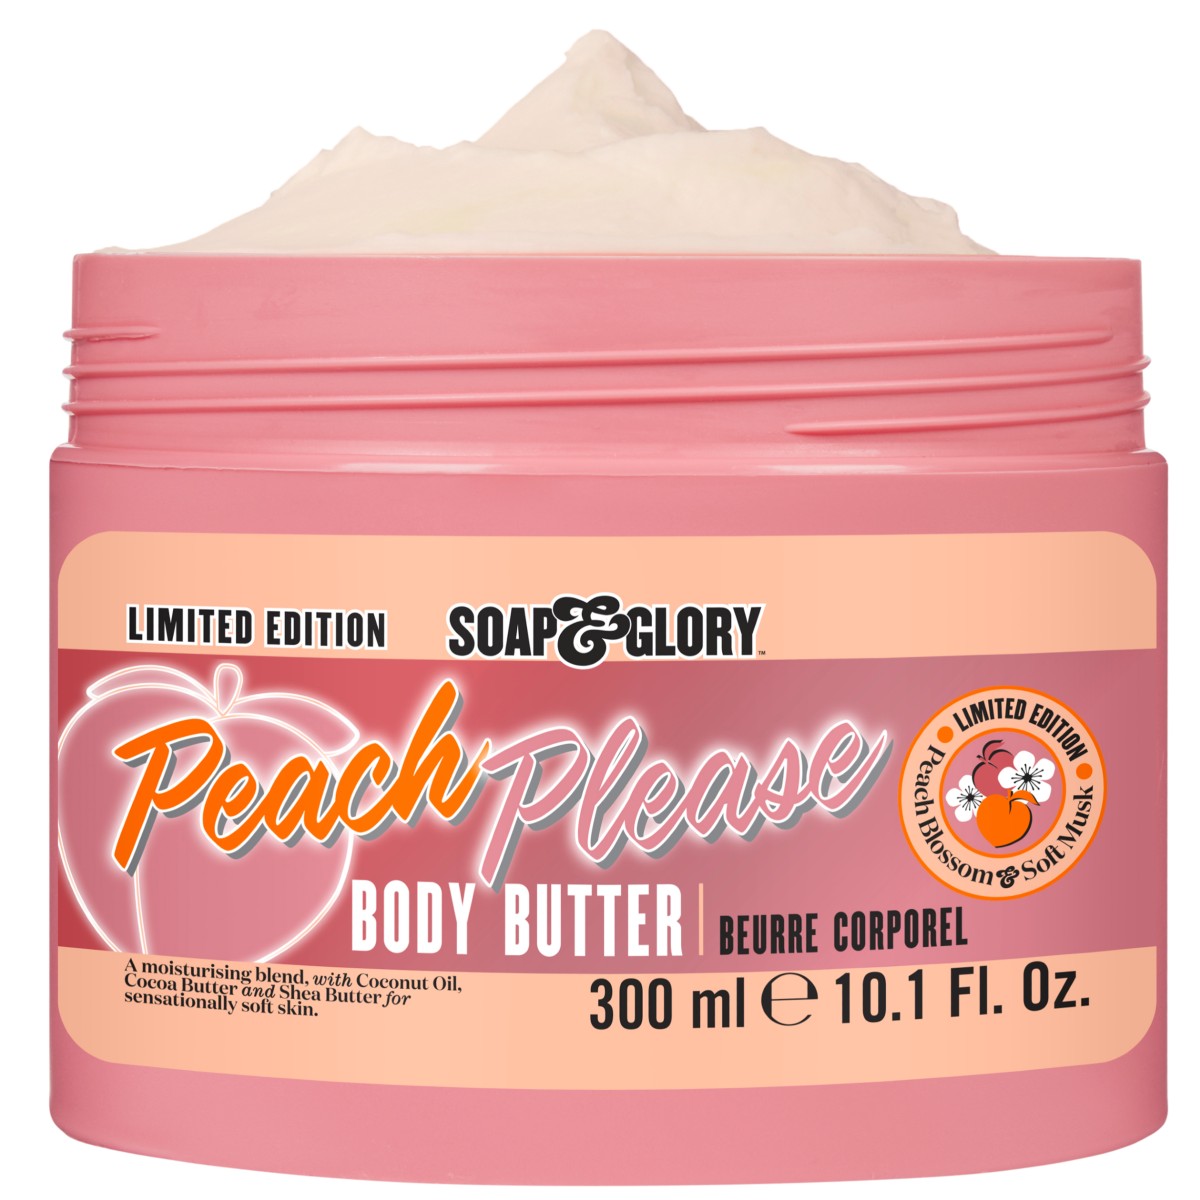 LIMITED EDITION
SOAP&GLORY™
Peach Please
BODY BUTTER | BEURRE CORPOREL
LIMITED EDITION
Peach Blossom & Soft Musk
A moisturising blend, with Coconut Oil,
Cocoa Butter and Shea Butter for
sensationally soft skin.
300 ml ℮ 10.1 Fl. Oz.